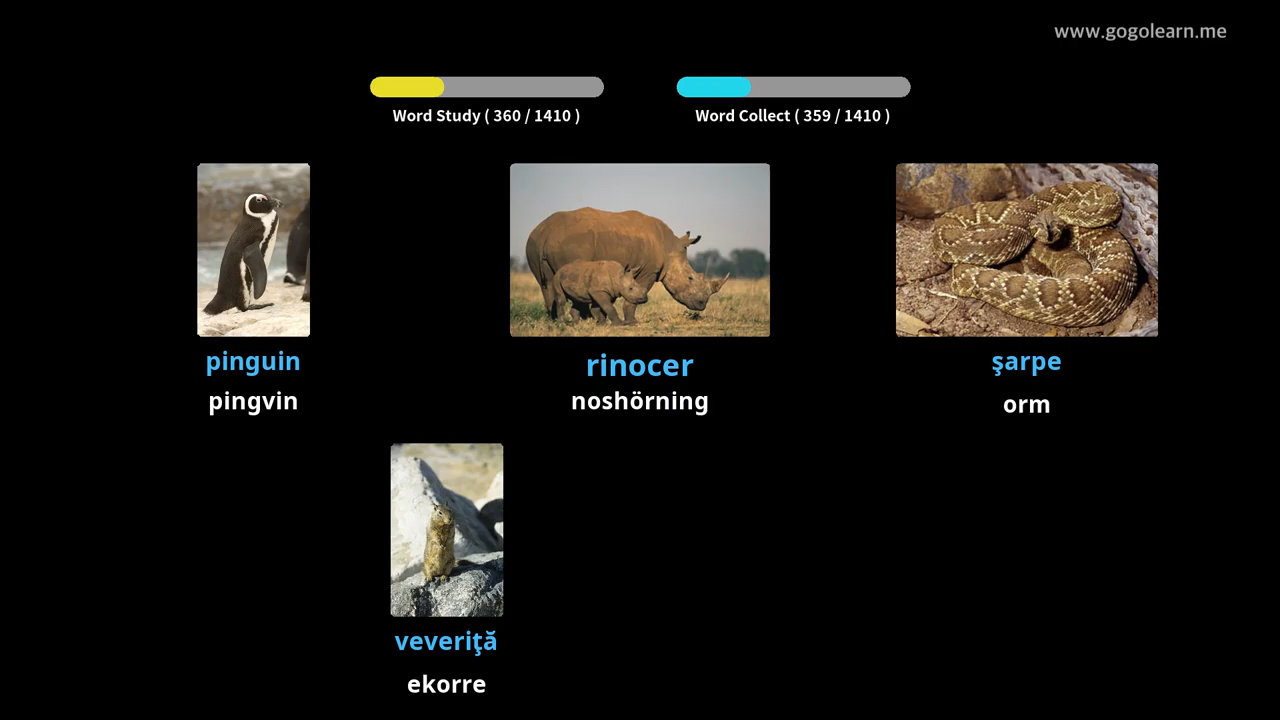 www.gogolearn.me
Word Study ( 360 / 1410 )
Word Collect ( 359 / 1410 )
pinguin
pingvin
rinocer
noshörning
şarpe
orm
veveriţă
ekorre